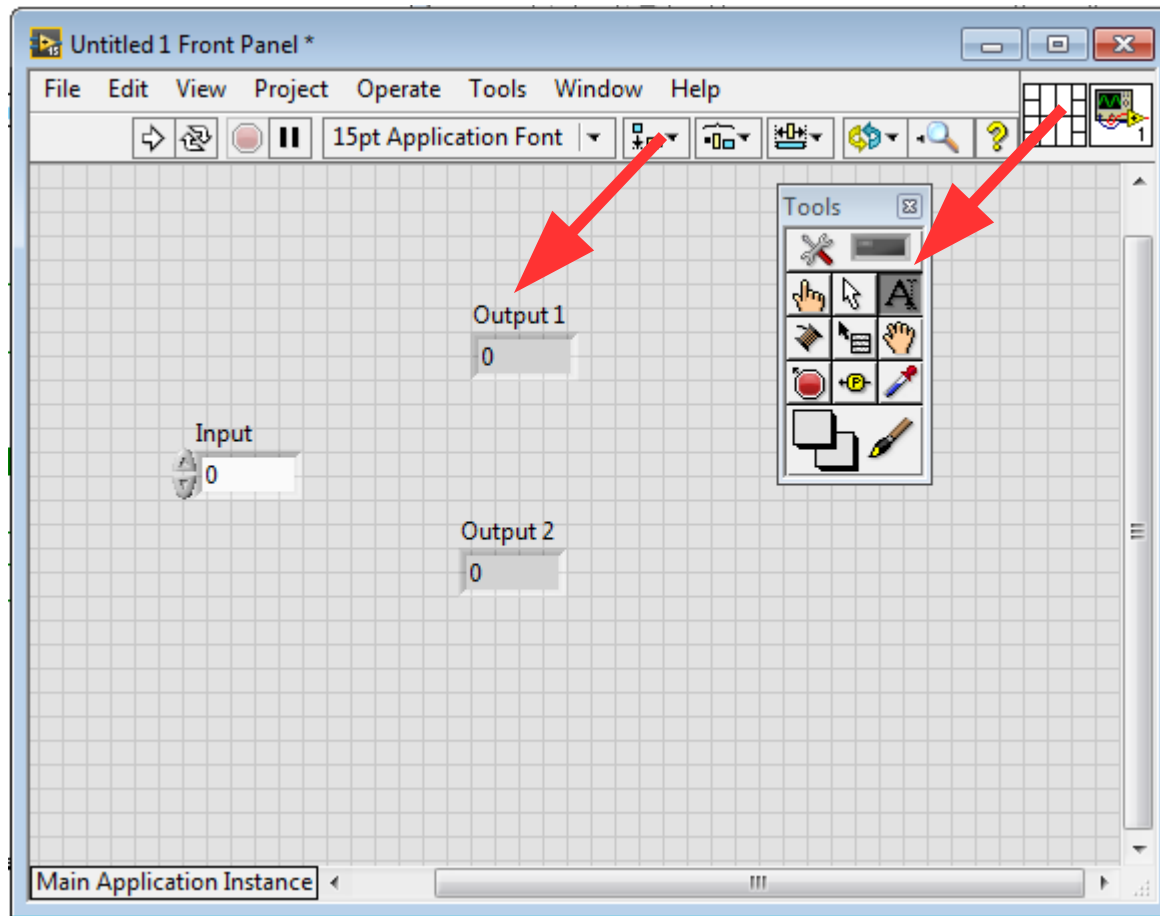 Untitled 1 Front Panel *
File Edit View Project Operate Tools Window Help
15pt Application Font
1
Tools
Output 1
0
Input
0
Output 2
0
Main Application Instance